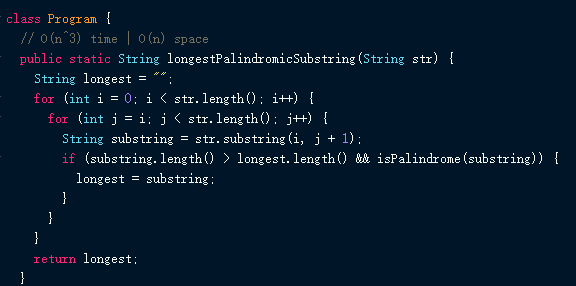 class Program {
// O(n^3) time | O(n) space
public static String longestPalindromicSubstring(String str) {
String longest = "";
for (int i = 0; i < str.length(); i++) {
for (int j = i; j < str.length(); j++) {
String substring = str.substring(i, j + 1);
if (substring.length() > longest.length() && isPalindrome(substring)) {
longest = substring;
}
}
}
return longest;
}